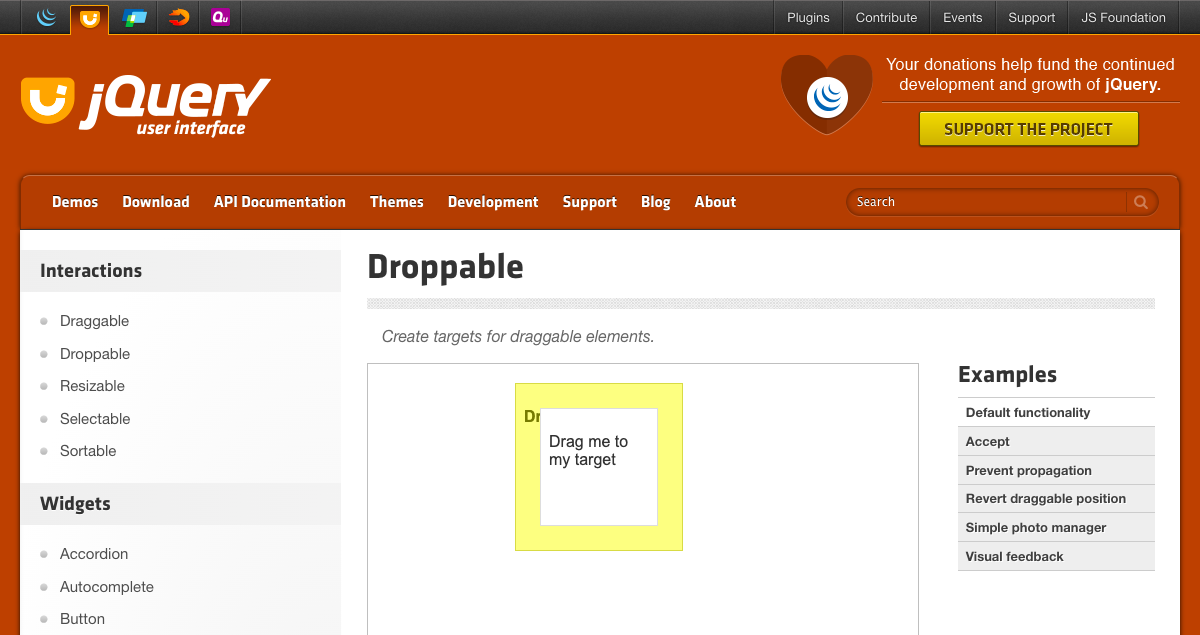 Qu
Plugins
Contribute
Events
Support
JS Foundation
jQuery
user interface
Your donations help fund the continued
development and growth of jQuery.
SUPPORT THE PROJECT
Demos
Download
API Documentation
Themes
Development
Support
Blog
About
Search
Interactions
Draggable
Droppable
Resizable
Selectable
Sortable
Widgets
Accordion
Autocomplete
Button
Droppable
Create targets for draggable elements.
Dr
Drag me to
my target
Examples
Default functionality
Accept
Prevent propagation
Revert draggable position
Simple photo manager
Visual feedback